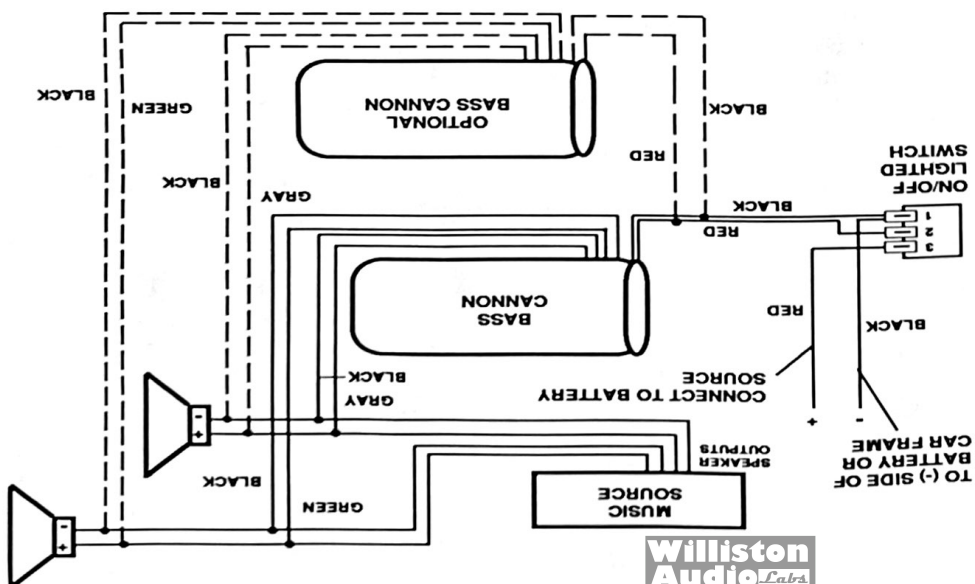 Williston
AudioLabs
GREEN
BLACK
MUSIC
SOURCE
SPEAKER
OUTPUTS
TO (-) SIDE OF
BATTERY OR
CAR FRAME
-
+
+
-
+
-
CONNECT TO BATTERY
SOURCE
GRAY
BLACK
BLACK
RED
BASS
CANNON
3
2
1
RED
BLACK
ON/OFF
LIGHTED
SWITCH
GRAY
BLACK
RED
BLACK
OPTIONAL
BASS CANNON
GREEN
BLACK